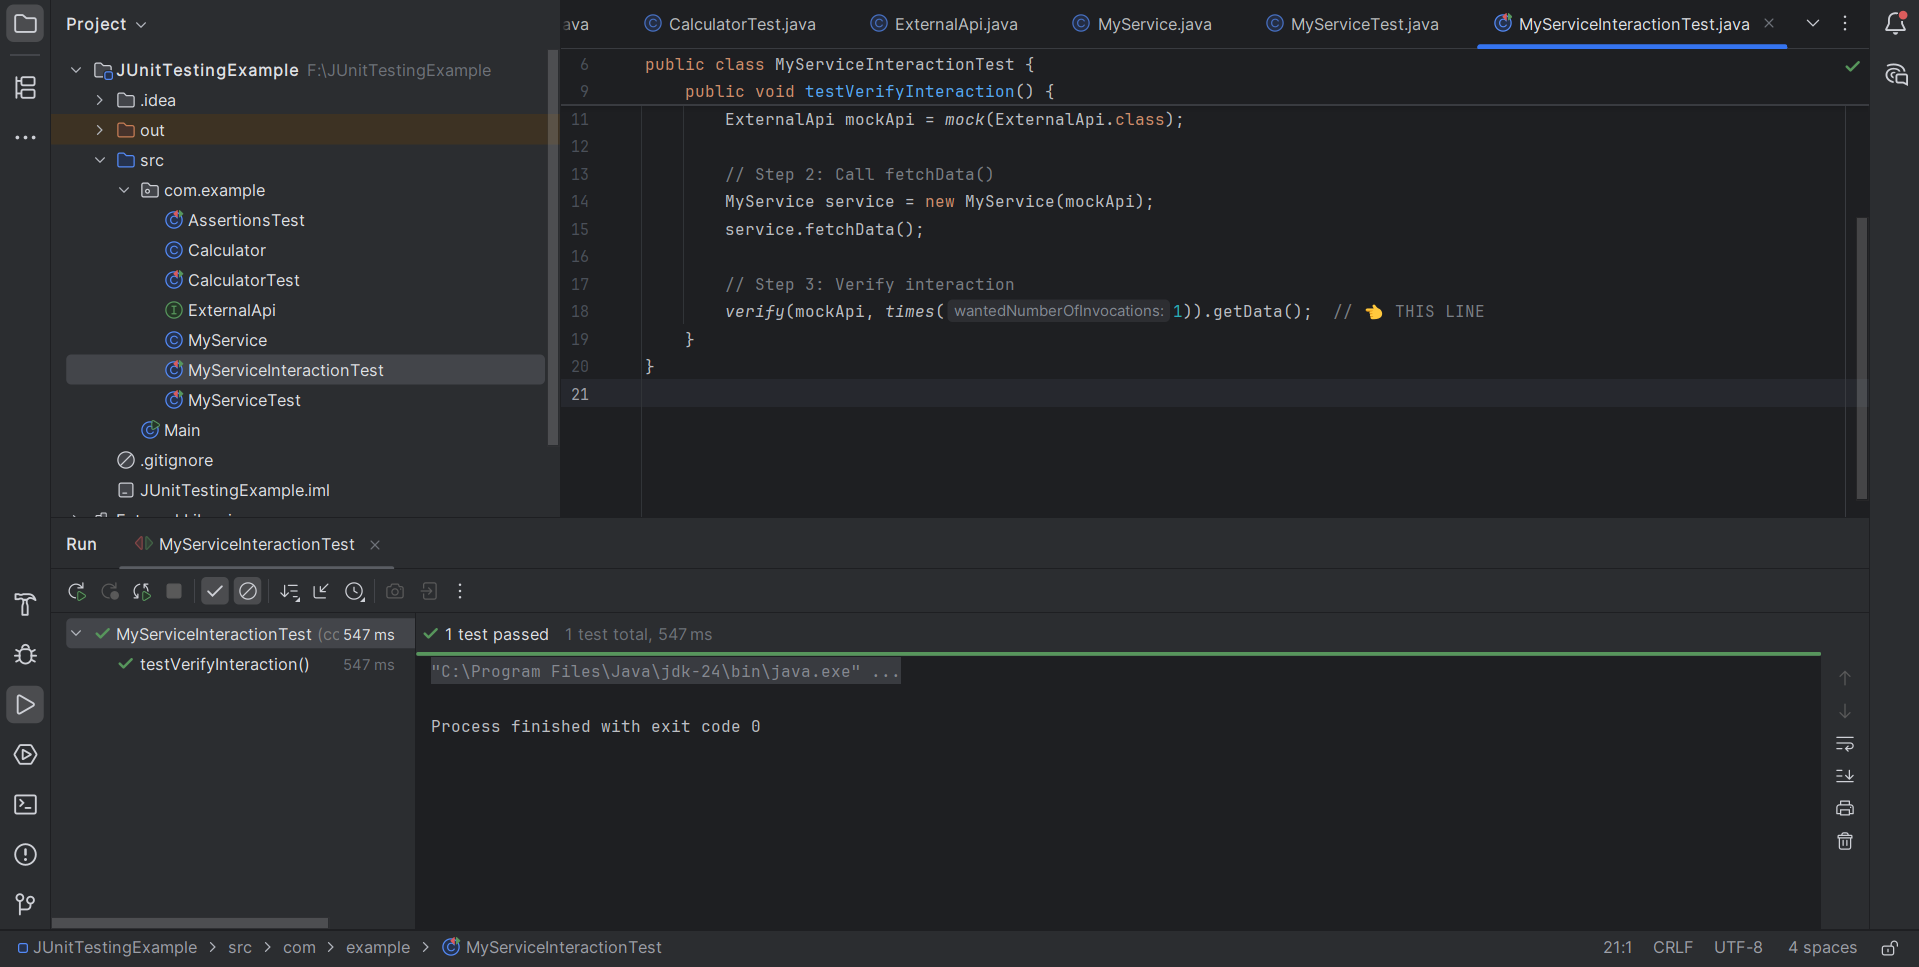 Project
ava
CalculatorTest.java
ExternalApi.java
MyService.java
MyServiceTest.java
MyServiceInteractionTest.java
JUnitTestingExample F:\JUnitTestingExample
.idea
out
src
com.example
AssertionsTest
Calculator
CalculatorTest
ExternalApi
MyService
MyServiceInteractionTest
MyServiceTest
Main
.gitignore
JUnitTestingExample.iml
6 public class MyServiceInteractionTest {
9 public void testVerifyInteraction() {
11 ExternalApi mockApi = mock(ExternalApi.class);
12
13 // Step 2: Call fetchData()
14 MyService service = new MyService(mockApi);
15 service.fetchData();
16
17 // Step 3: Verify interaction
18 verify(mockApi, times( wantedNumberOfInvocations: 1)).getData(); // 👈 THIS LINE
19 }
20 }
21
Run MyServiceInteractionTest
MyServiceInteractionTest (co 547 ms
testVerifyInteraction() 547 ms
1 test passed 1 test total, 547 ms
"C:\Program Files\Java\jdk-24\bin\java.exe" ...
Process finished with exit code 0
JUnitTestingExample > src > com > example > MyServiceInteractionTest
21:1 CRLF UTF-8 4 spaces